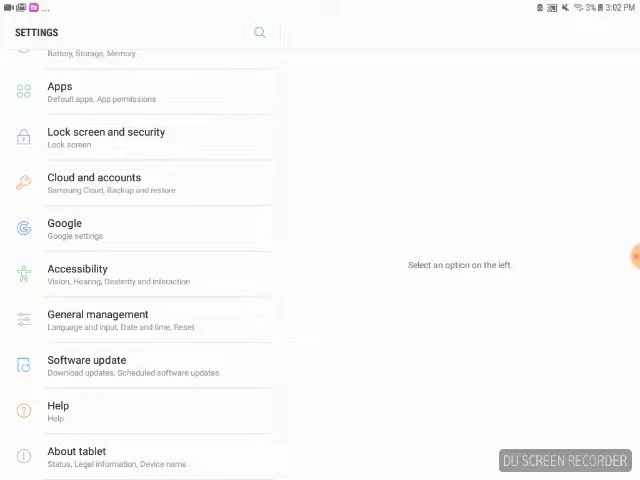 ... 3% 3:02 PM
SETTINGS
Battery, Storage, Memory
Apps
Default apps, App permissions
Lock screen and security
Lock screen
Cloud and accounts
Samsung Cloud, Backup and restore
Google
Google settings
Accessibility
Vision, Hearing, Dexterity and interaction
General management
Language and input, Date and time, Reset
Software update
Download updates, Scheduled software updates
Help
Help
About tablet
Status, Legal information, Device name
Select an option on the left.
DU SCREEN RECORDER